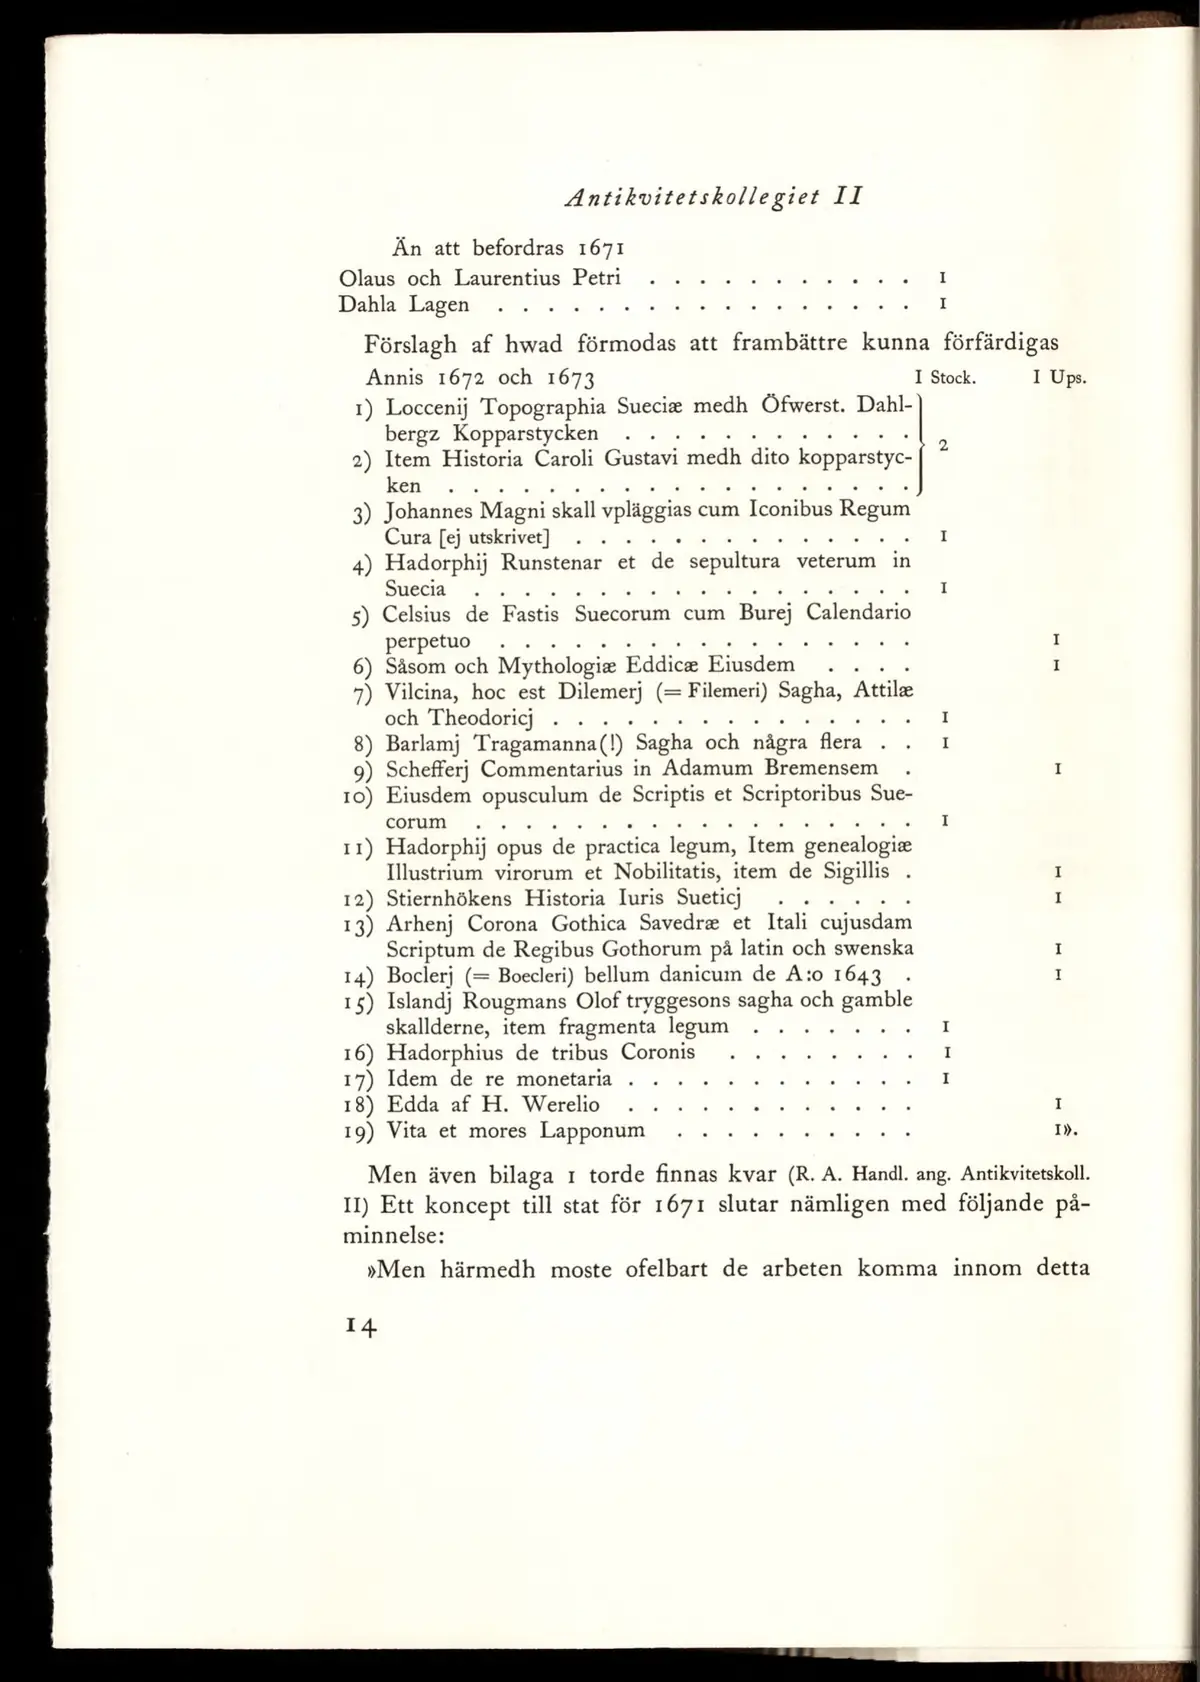 Antikvitetskollegiet II
Än att befordras 1671
Olaus och Laurentius Petri . . . . . . . . . . . 1
Dahla Lagen . . . . . . . . . . . . . . . . . 1
Förslagh af hwad förmodas att frambättre kunna förfärdigas
Annis 1672 och 1673 I Stock. I Ups.
1) Loccenij Topographia Sueciæ medh Öfwerst. Dahl-
bergz Kopparstycken . . . . . . . . . . . .
2) Item Historia Caroli Gustavi medh dito kopparstyc- } 2
ken . . . . . . . . . . . . . . . . . . .
3) Johannes Magni skall vpläggias cum Iconibus Regum
Cura [ej utskrivet] . . . . . . . . . . . . . . 1
4) Hadorphij Runstenar et de sepultura veterum in
Suecia . . . . . . . . . . . . . . . . . . 1
5) Celsius de Fastis Suecorum cum Burej Calendario
perpetuo . . . . . . . . . . . . . . . . . 1
6) Såsom och Mythologiæ Eddicæ Eiusdem . . . . 1
7) Vilcina, hoc est Dilemerj (= Filemeri) Sagha, Attilæ
och Theodoricj . . . . . . . . . . . . . . . 1
8) Barlamj Tragamanna(!) Sagha och några flera . . 1
9) Schefferj Commentarius in Adamum Bremensem . 1
10) Eiusdem opusculum de Scriptis et Scriptoribus Sue-
corum . . . . . . . . . . . . . . . . . . 1
11) Hadorphij opus de practica legum, Item genealogiæ
Illustrium virorum et Nobilitatis, item de Sigillis . 1
12) Stiernhökens Historia Iuris Sueticj . . . . . . 1
13) Arhenj Corona Gothica Savedræ et Itali cujusdam
Scriptum de Regibus Gothorum på latin och swenska 1
14) Boclerj (= Boecleri) bellum danicum de A:o 1643 . 1
15) Islandj Rougmans Olof tryggesons sagha och gamble
skallderne, item fragmenta legum . . . . . . . 1
16) Hadorphius de tribus Coronis . . . . . . . . 1
17) Idem de re monetaria . . . . . . . . . . . . 1
18) Edda af H. Werelio . . . . . . . . . . . . 1
19) Vita et mores Lapponum . . . . . . . . . . 1».
Men även bilaga 1 torde finnas kvar (R. A. Handl. ang. Antikvitetskoll.
II) Ett koncept till stat för 1671 slutar nämligen med följande på-
minnelse:
»Men härmedh moste ofelbart de arbeten komma innom detta
14